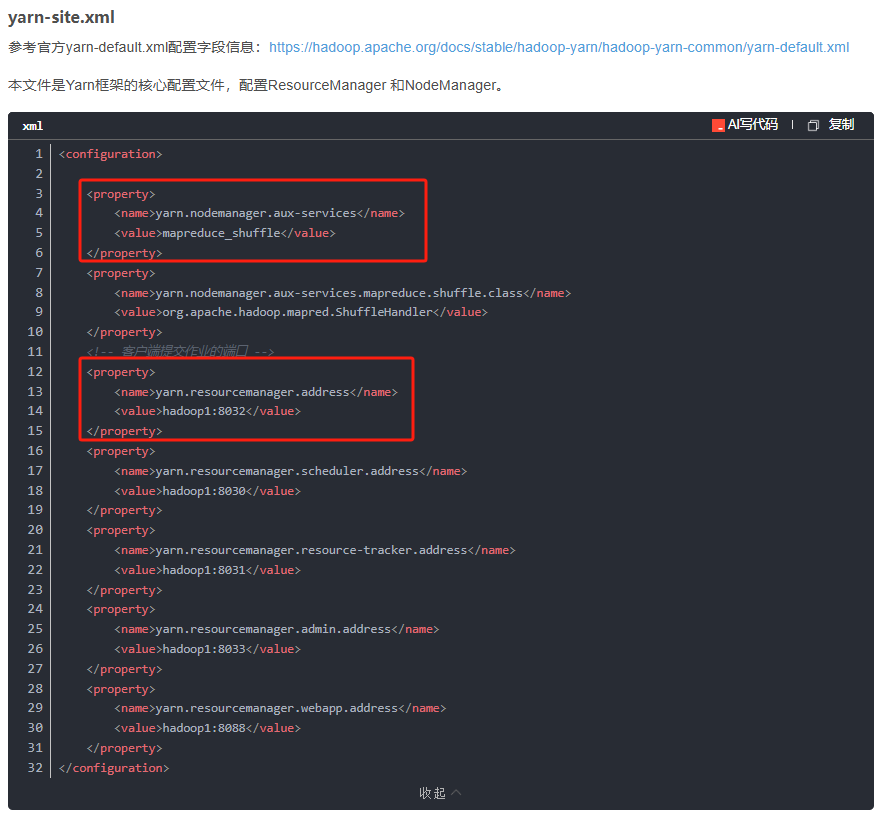 yarn-site.xml
参考官方yarn-default.xml配置字段信息：https://hadoop.apache.org/docs/stable/hadoop-yarn/hadoop-yarn-common/yarn-default.xml
本文件是Yarn框架的核心配置文件，配置ResourceManager 和NodeManager。
xml AI写代码 复制
1 <configuration>
2
3 <property>
4 <name>yarn.nodemanager.aux-services</name>
5 <value>mapreduce_shuffle</value>
6 </property>
7 <property>
8 <name>yarn.nodemanager.aux-services.mapreduce.shuffle.class</name>
9 <value>org.apache.hadoop.mapred.ShuffleHandler</value>
10 </property>
11 <!-- 客户端提交作业的端口 -->
12 <property>
13 <name>yarn.resourcemanager.address</name>
14 <value>hadoop1:8032</value>
15 </property>
16 <property>
17 <name>yarn.resourcemanager.scheduler.address</name>
18 <value>hadoop1:8030</value>
19 </property>
20 <property>
21 <name>yarn.resourcemanager.resource-tracker.address</name>
22 <value>hadoop1:8031</value>
23 </property>
24 <property>
25 <name>yarn.resourcemanager.admin.address</name>
26 <value>hadoop1:8033</value>
27 </property>
28 <property>
29 <name>yarn.resourcemanager.webapp.address</name>
30 <value>hadoop1:8088</value>
31 </property>
32 </configuration>
收起